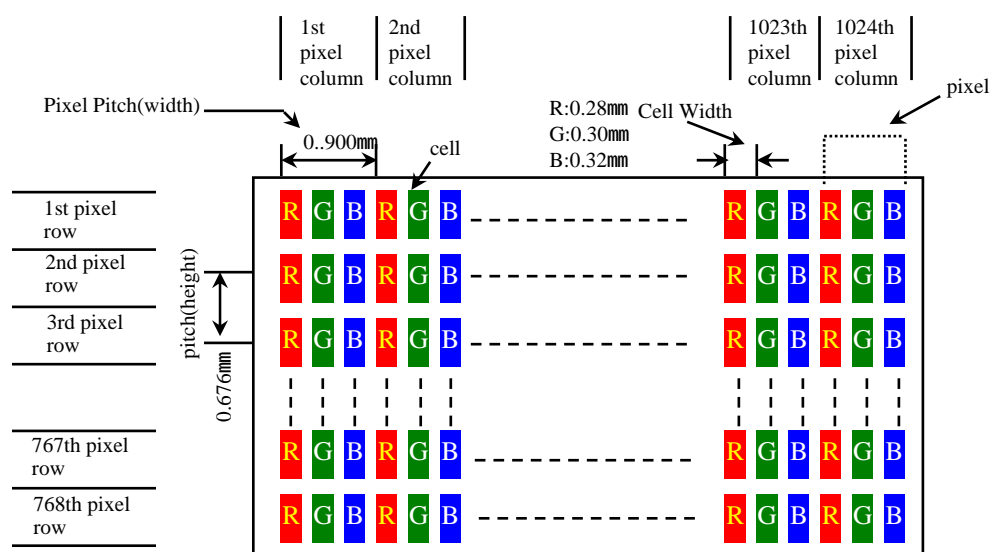 1st
pixel
column
2nd
pixel
column
1023th
pixel
column
1024th
pixel
column
pixel
Pixel Pitch(width)
0..900㎜
cell
R:0.28㎜
G:0.30㎜
B:0.32㎜
Cell Width
1st pixel
row
R G B R G B R G B R G B
2nd pixel
row
R G B R G B R G B R G B
3rd pixel
row
R G B R G B R G B R G B
pitch(height)
0.676㎜
767th pixel
row
R G B R G B R G B R G B
768th pixel
row
R G B R G B R G B R G B